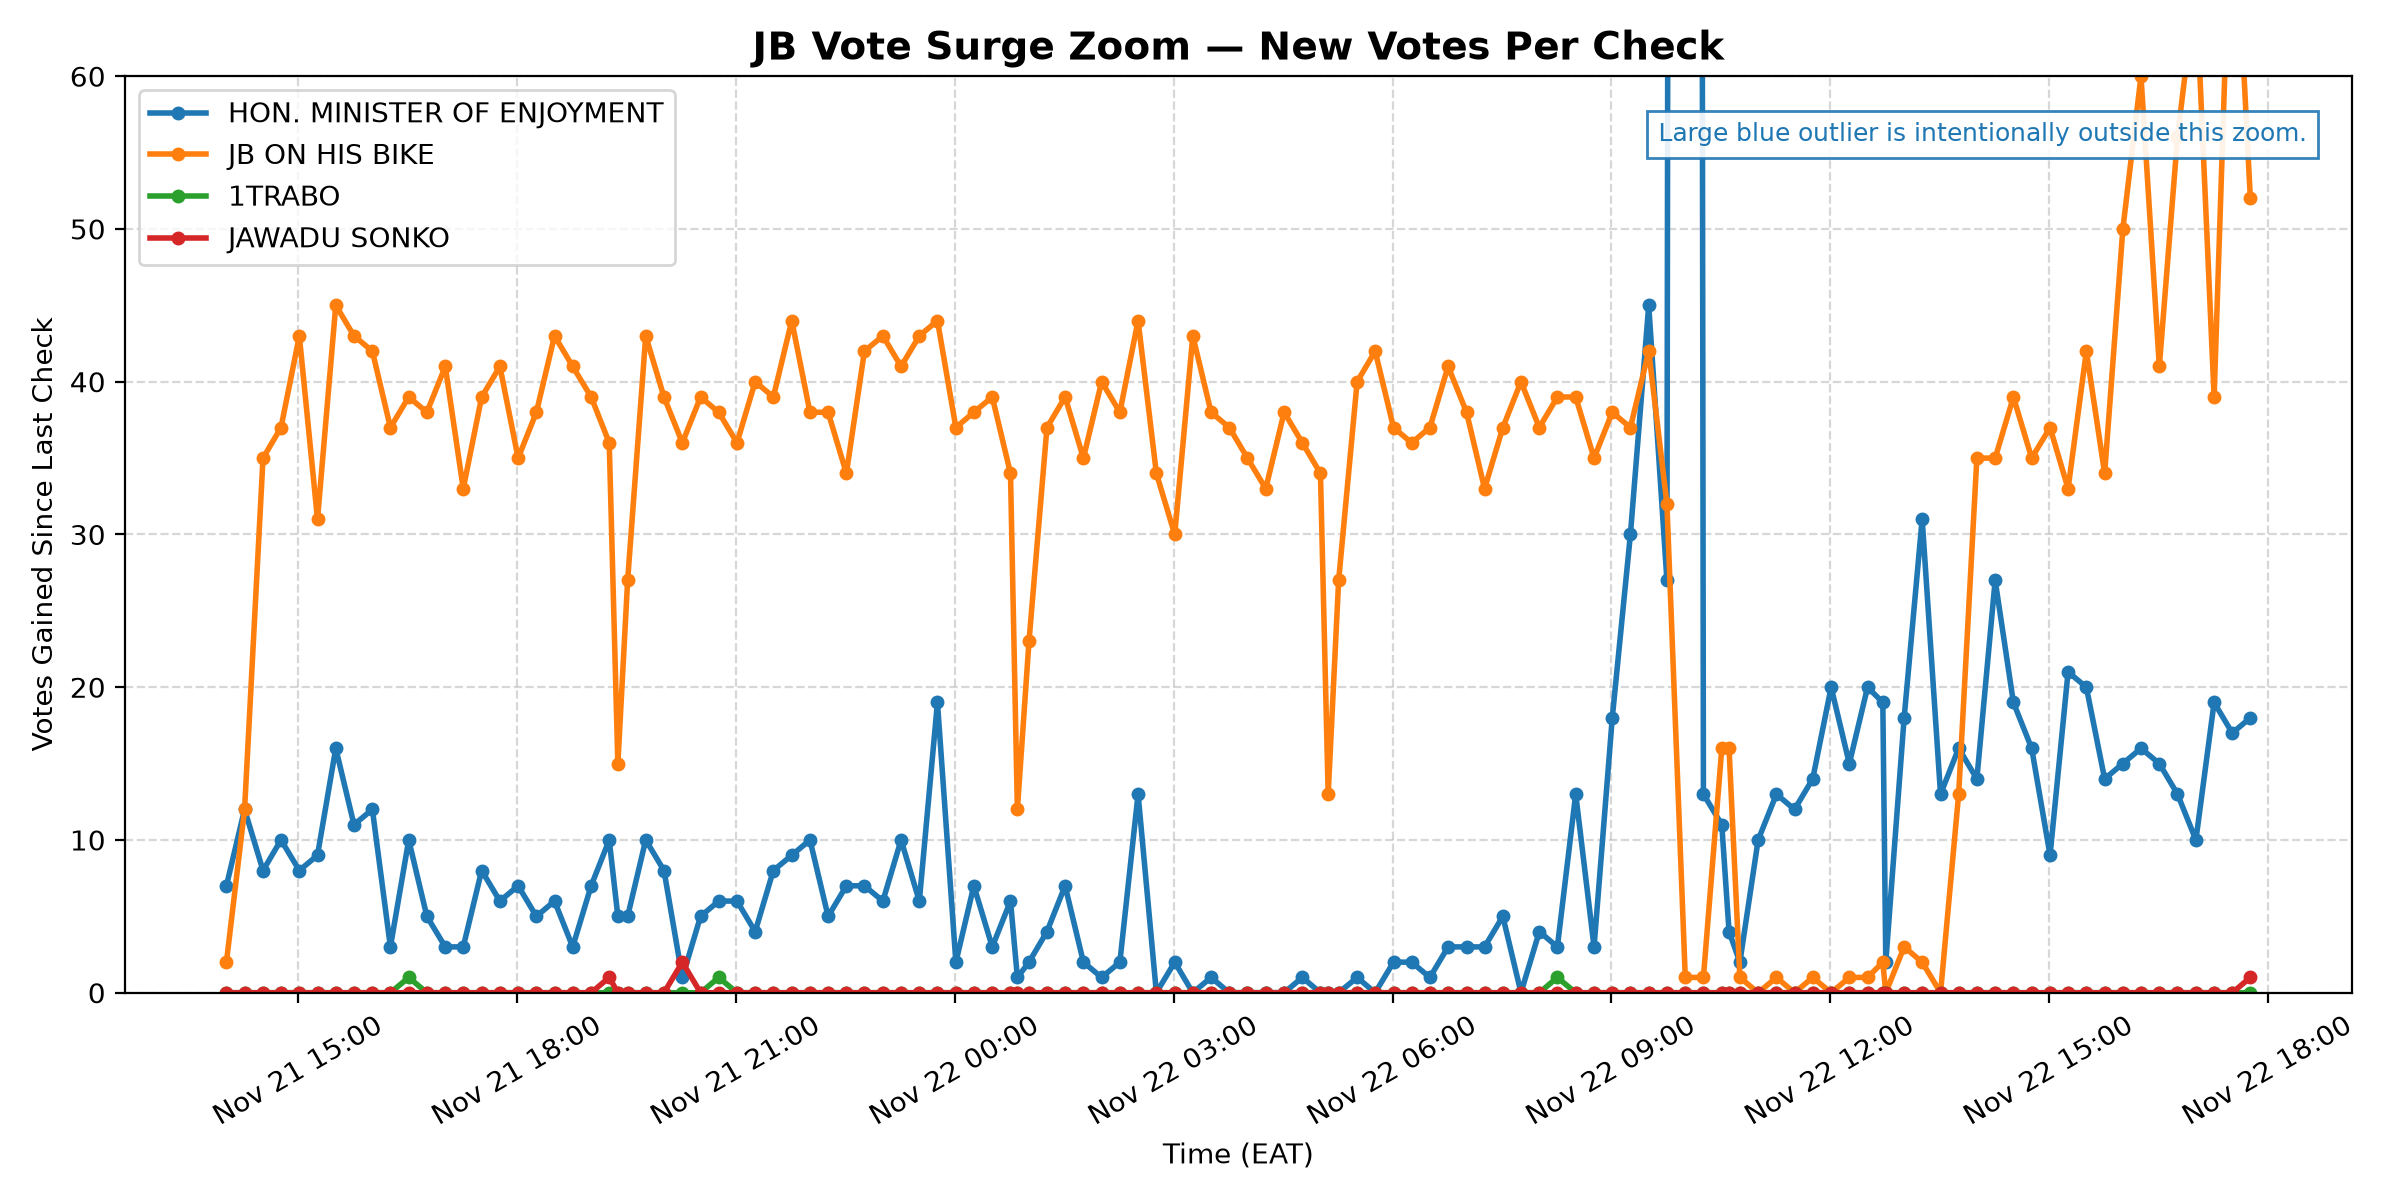 JB Vote Surge Zoom — New Votes Per Check
60
50
40
30
20
10
0
Votes Gained Since Last Check
HON. MINISTER OF ENJOYMENT
JB ON HIS BIKE
1TRABO
JAWADU SONKO
Large blue outlier is intentionally outside this zoom.
Nov 21 15:00
Nov 21 18:00
Nov 21 21:00
Nov 22 00:00
Nov 22 03:00
Nov 22 06:00
Nov 22 09:00
Nov 22 12:00
Nov 22 15:00
Nov 22 18:00
Time (EAT)